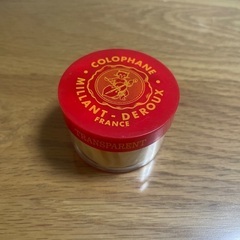 COLOPHANE
MILLANT - DEROUX
FRANCE
TRANSPARENT